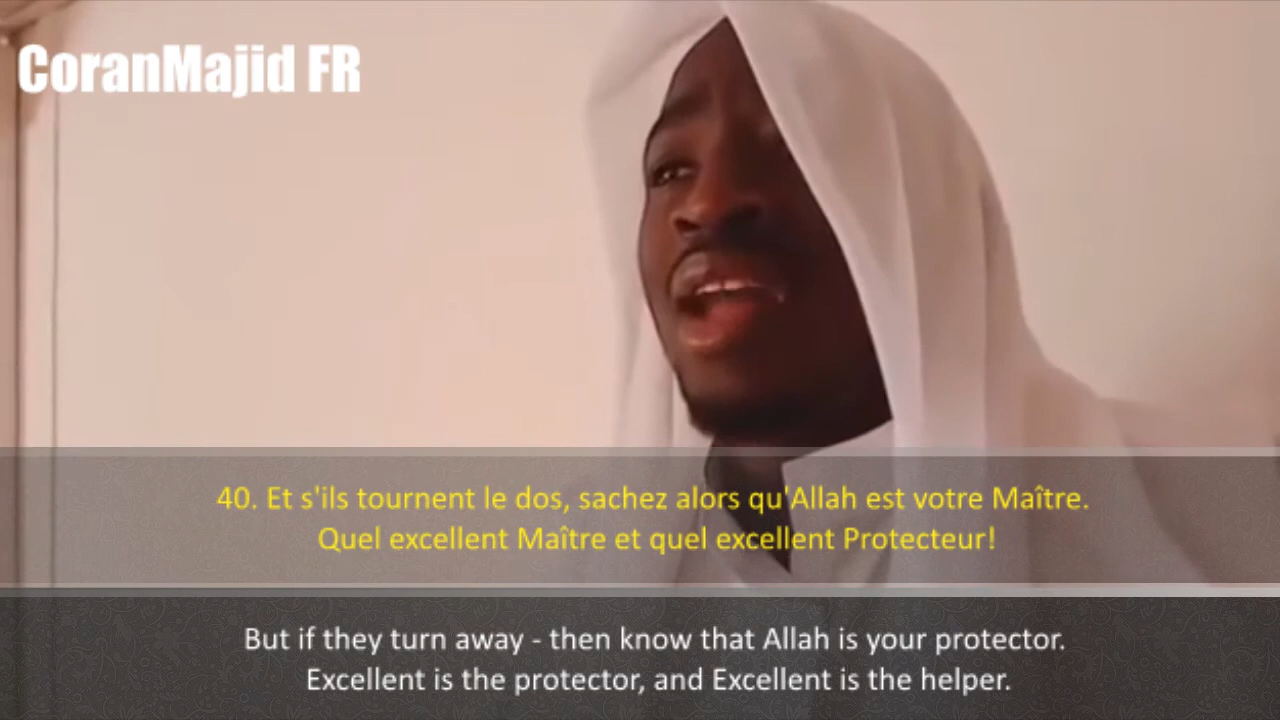 CoranMajid FR
40. Et s'ils tournent le dos, sachez alors qu'Allah est votre Maître.
Quel excellent Maître et quel excellent Protecteur!
But if they turn away - then know that Allah is your protector.
Excellent is the protector, and Excellent is the helper.